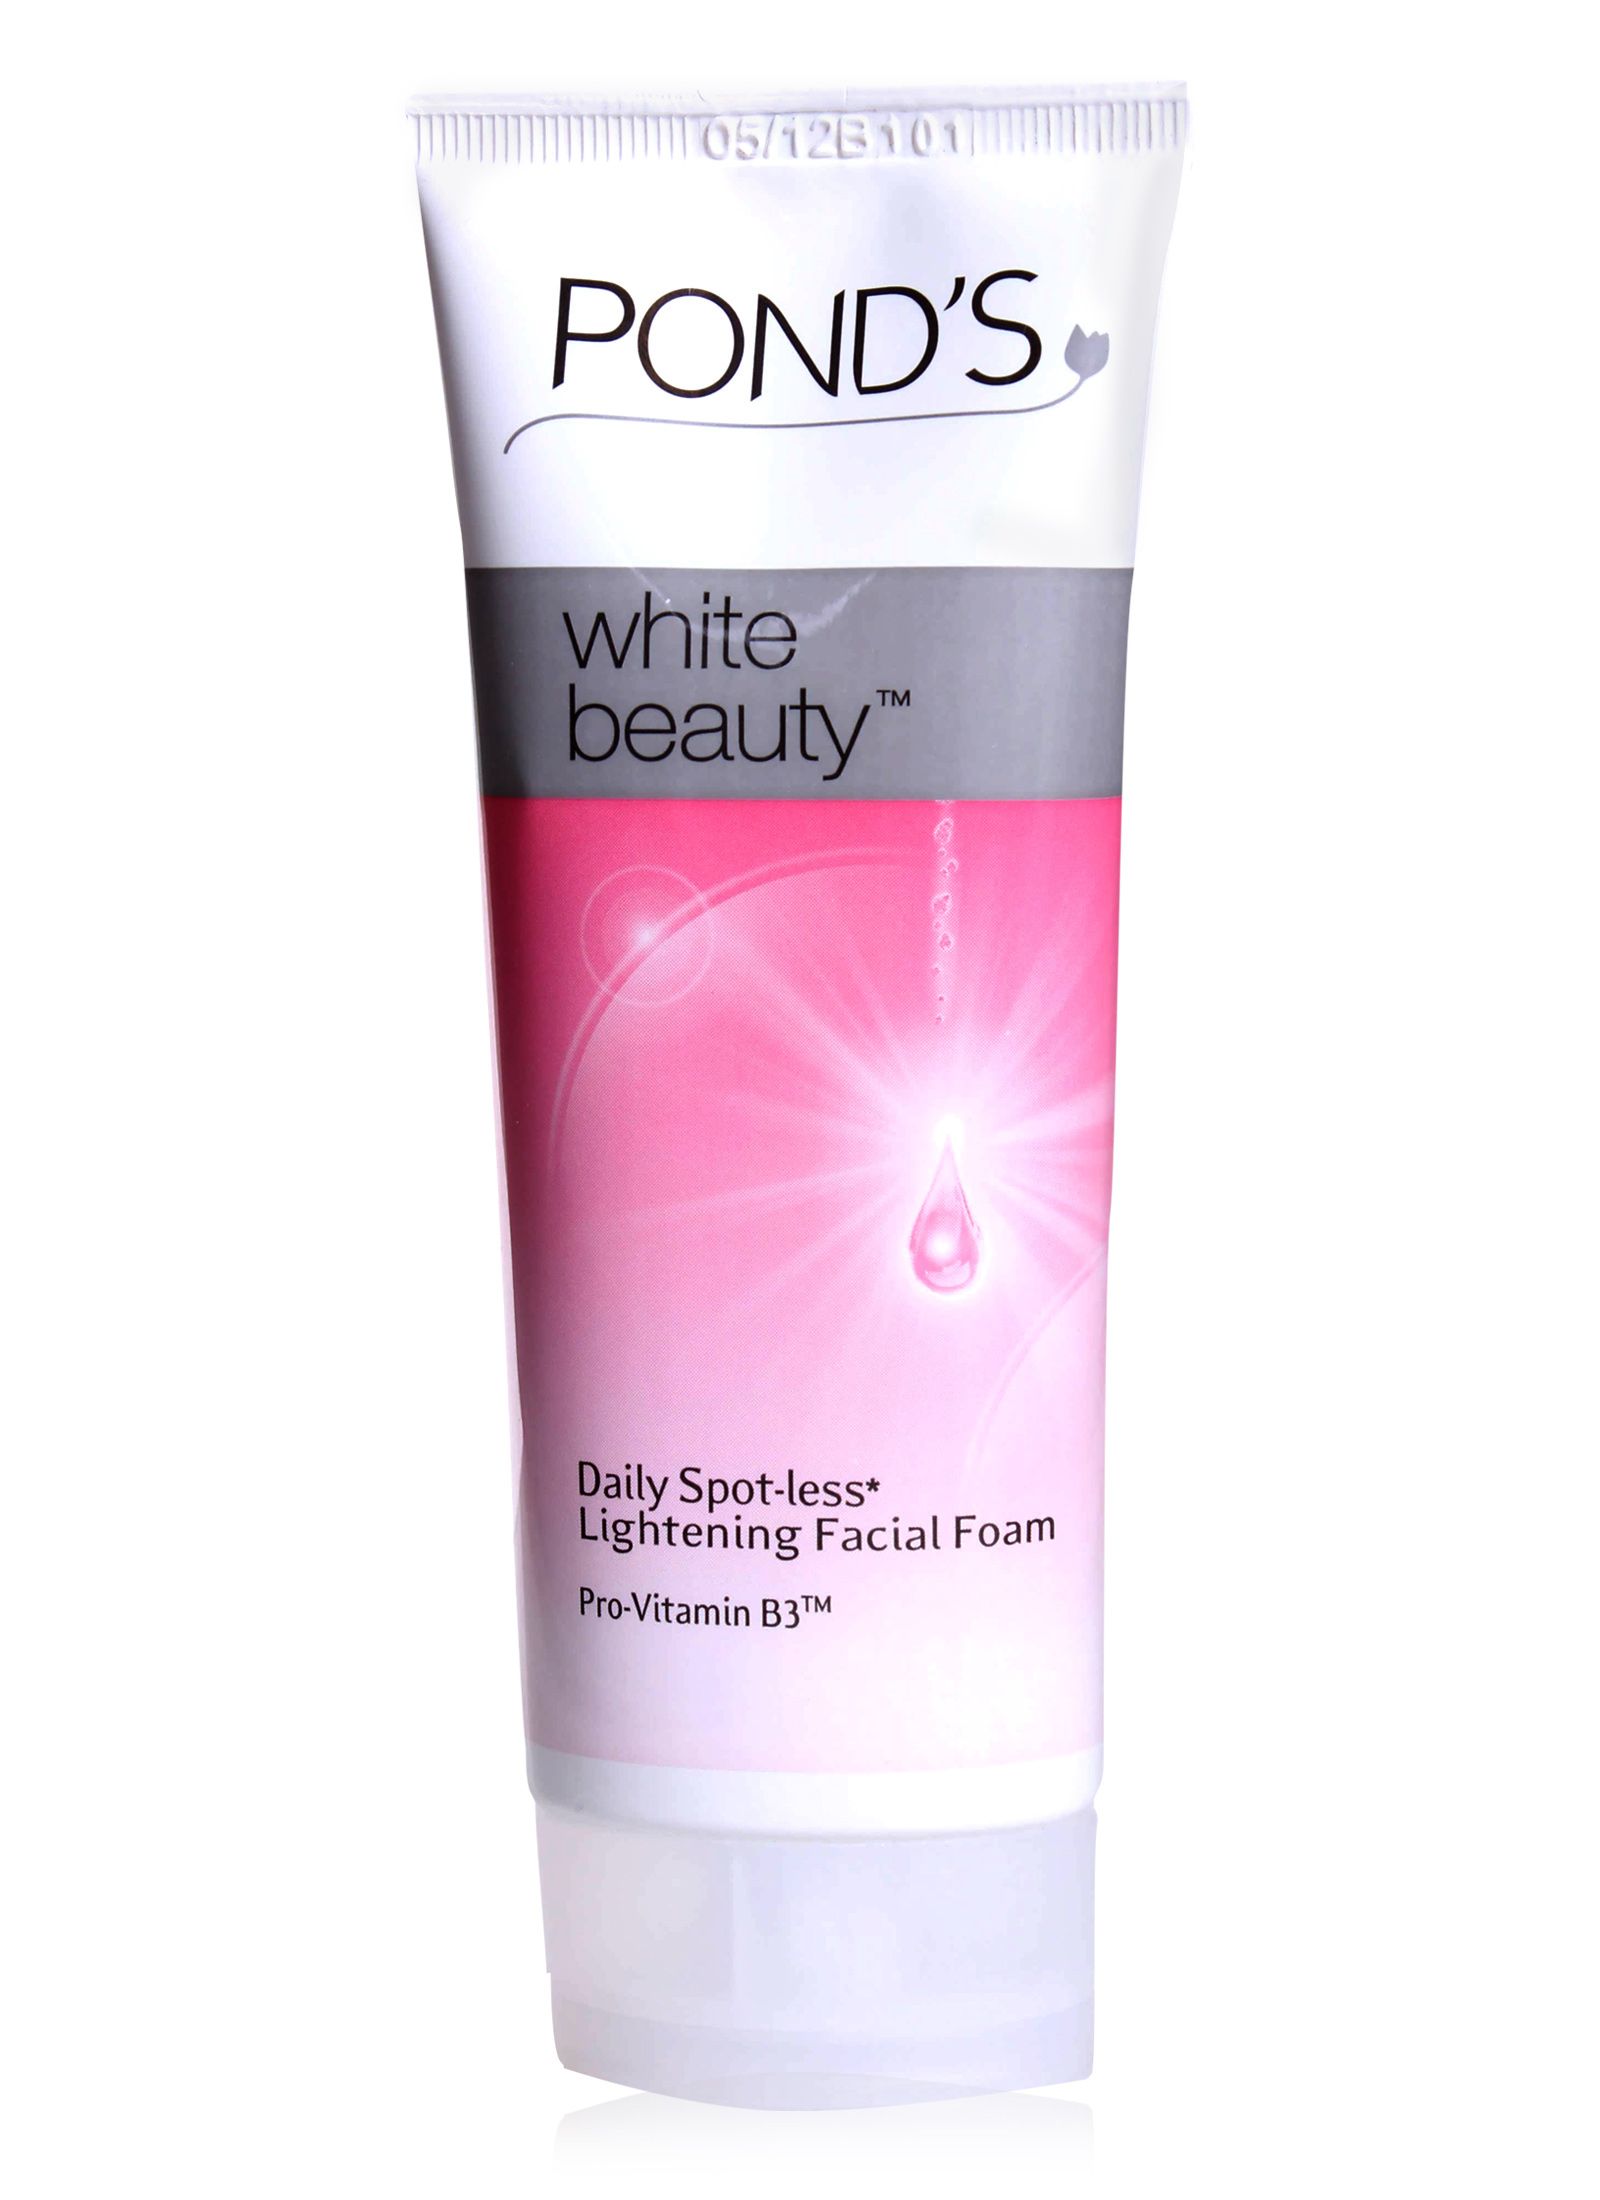 05/12B101
POND'S
white
beauty™
Daily Spot-less*
Lightening Facial Foam
Pro-Vitamin B3™